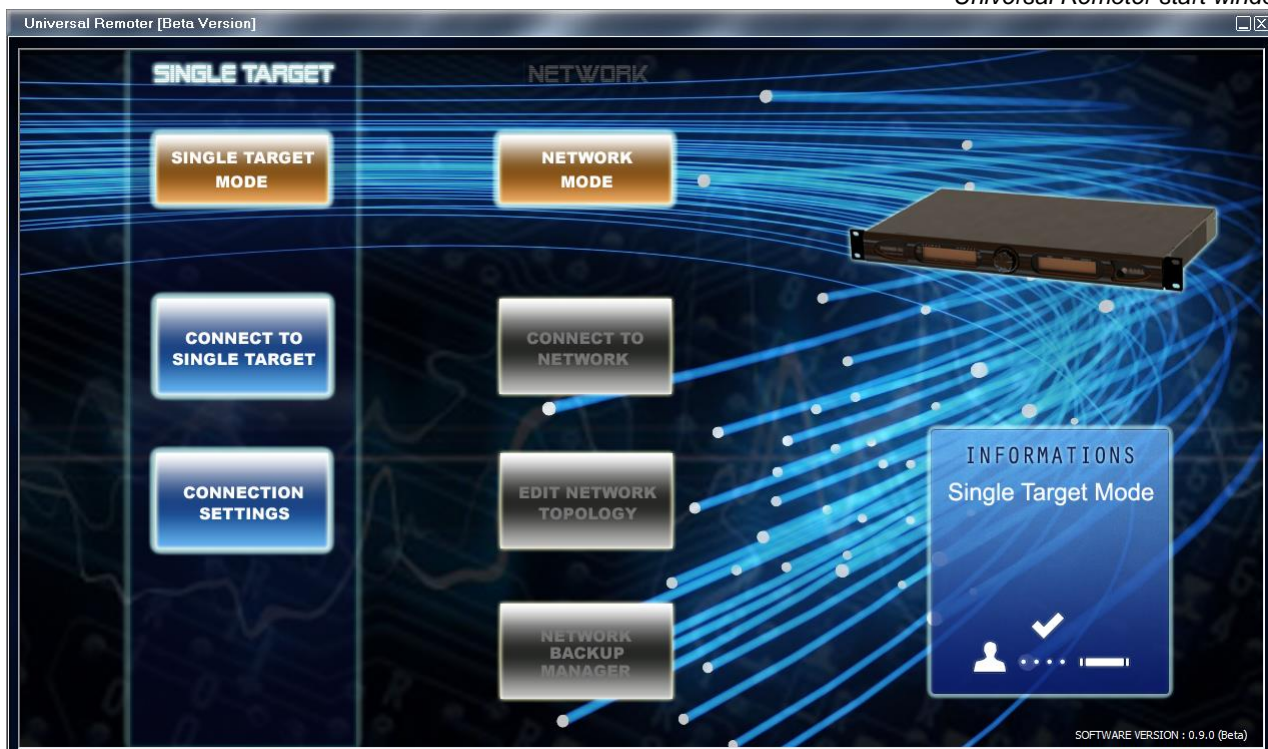 Universal Remoter start
Universal Remoter [Beta Version]
SINGLE TARGET
NETWORK
SINGLE TARGET
MODE
NETWORK
MODE
CONNECT TO
SINGLE TARGET
CONNECT TO
NETWORK
CONNECTION
SETTINGS
EDIT NETWORK
TOPOLOGY
NETWORK
BACKUP
MANAGER
INFORMATIONS
Single Target Mode
SOFTWARE VERSION : 0.9.0 (Beta)